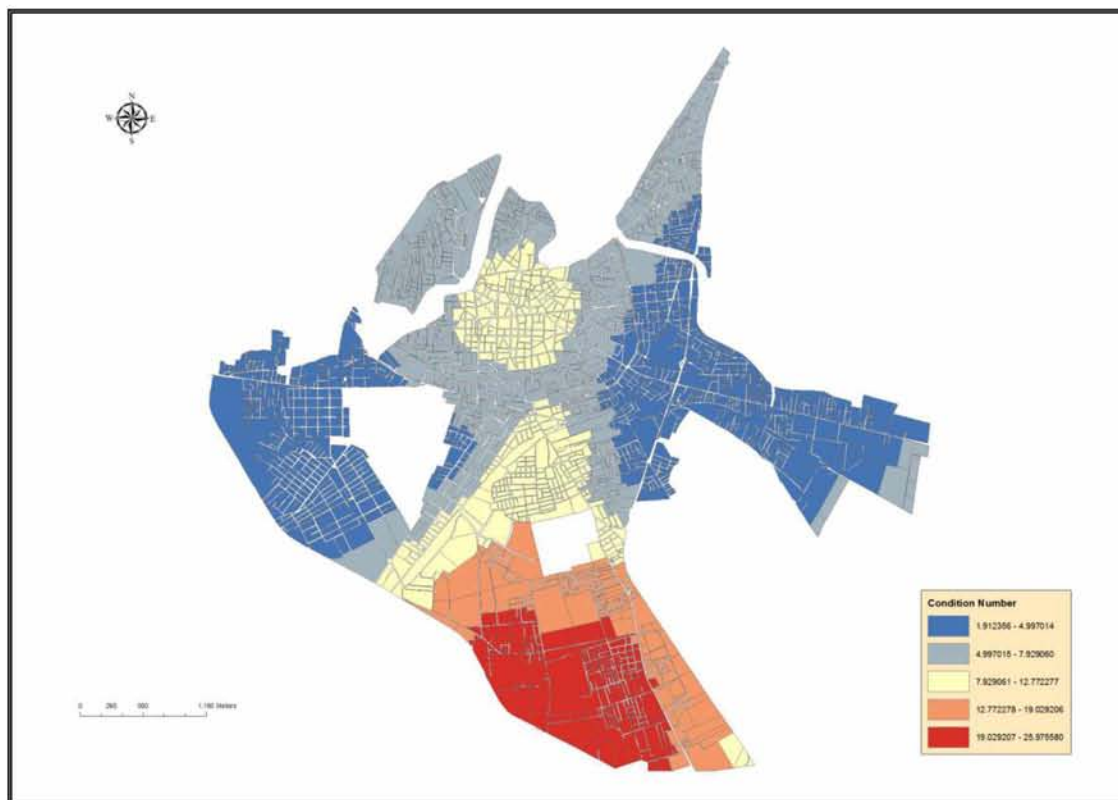 N
W E
S
Condition Number
1.912356 - 4.997014
4.997015 - 7.929060
7.929061 - 12.772277
12.772278 - 19.029206
19.029207 - 25.975580
0
Meters